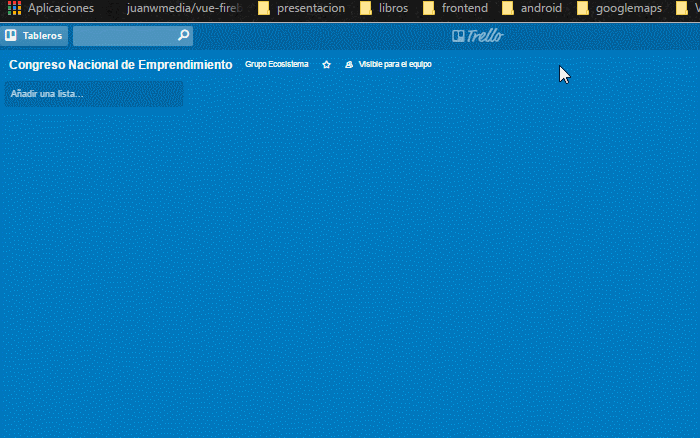 Aplicaciones juanwmedia/vue-fireb presentacion libros frontend android googlemaps V
Tableros Trello
Congreso Nacional de Emprendimiento Grupo Ecosistema Visible para el equipo
Añadir una lista...